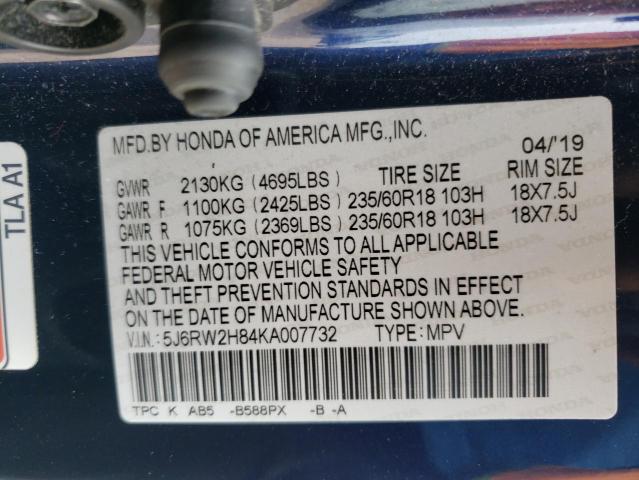 MFD.BY HONDA OF AMERICA MFG.,INC. 04/'19
GVWR 2130KG (4695LBS) TIRE SIZE RIM SIZE
GAWR F 1100KG (2425LBS) 235/60R18 103H 18X7.5J
GAWR R 1075KG (2369LBS) 235/60R18 103H 18X7.5J
THIS VEHICLE CONFORMS TO ALL APPLICABLE
FEDERAL MOTOR VEHICLE SAFETY
AND THEFT PREVENTION STANDARDS IN EFFECT
ON THE DATE OF MANUFACTURE SHOWN ABOVE.
V.I.N.: 5J6RW2H84KA007732 TYPE: MPV
TPC K AB5 -B588PX -B -A
TLA A1